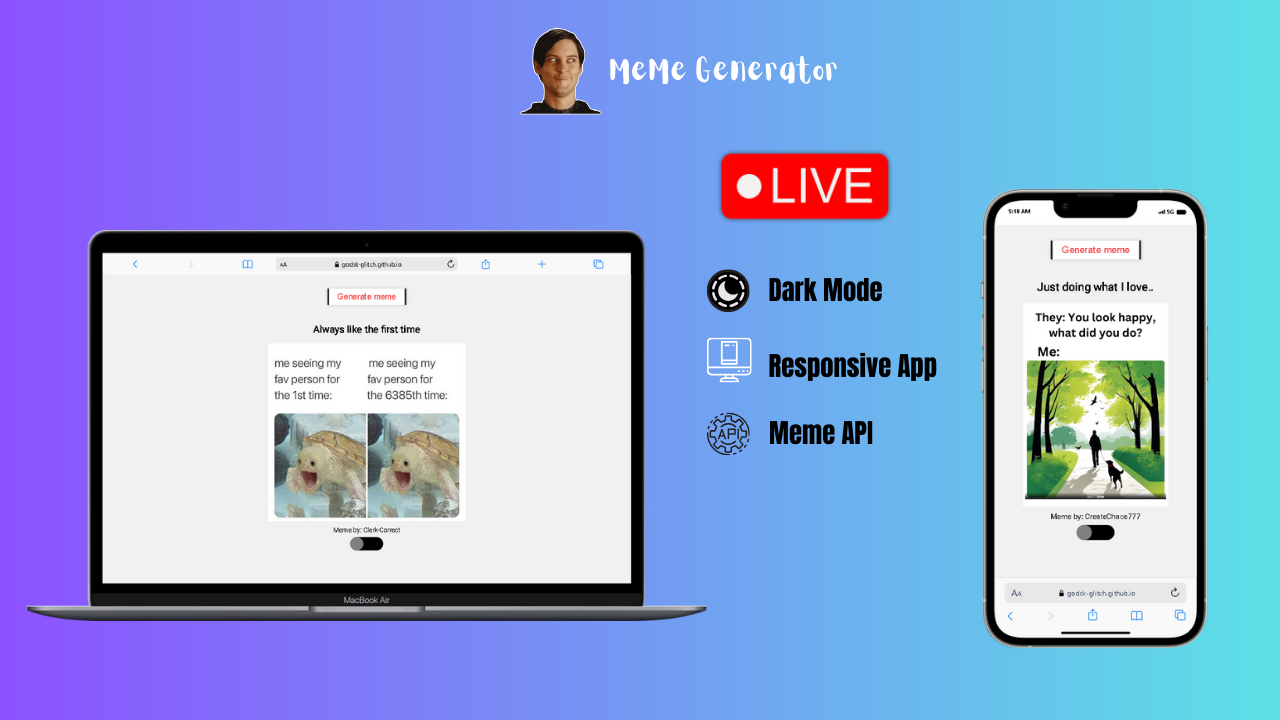 MeMe Generator
LIVE
Dark Mode
Responsive App
Meme API
AA
godsk-glitch.github.io
Generate meme
Always like the first time
me seeing my
fav person for
the 1st time:
me seeing my
fav person for
the 6385th time:
Meme by: Clerk-Correct
MacBook Air
5:18 AM
5G
Generate meme
Just doing what I love..
They: You look happy,
what did you do?
Me:
Meme by: CreateChaos777
AA
godsk-glitch.github.io